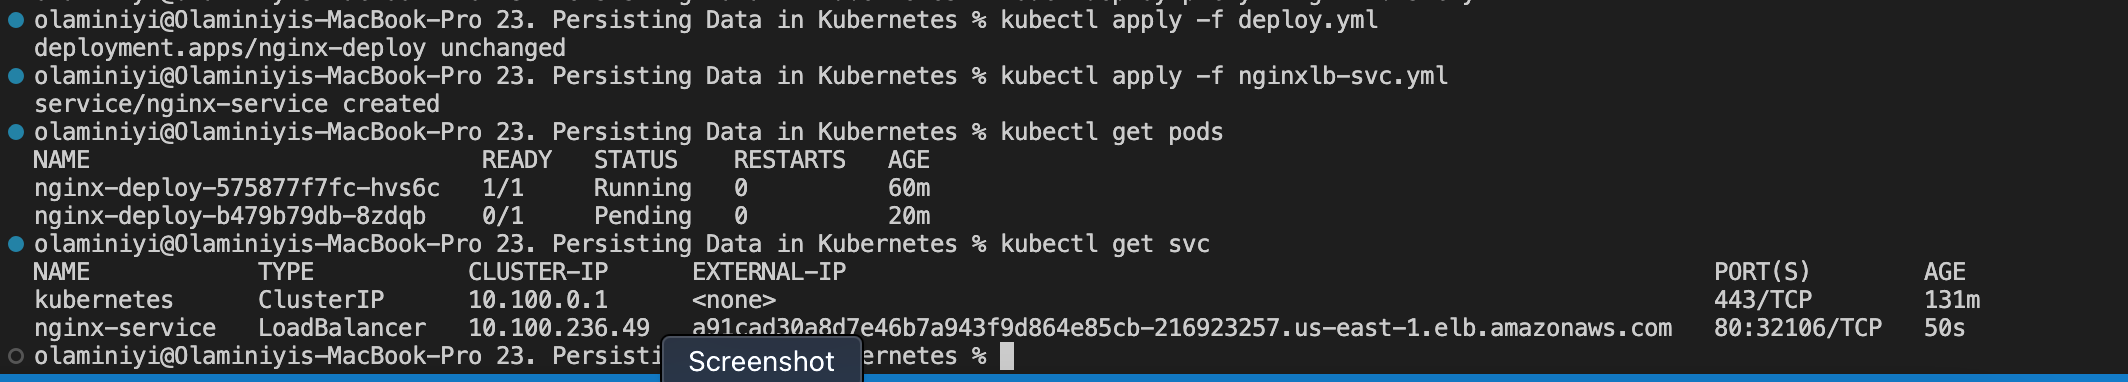 olaminiyi@Olaminiyis-MacBook-Pro 23. Persisting Data in Kubernetes % kubectl apply -f deploy.yml
deployment.apps/nginx-deploy unchanged
olaminiyi@Olaminiyis-MacBook-Pro 23. Persisting Data in Kubernetes % kubectl apply -f nginxlb-svc.yml
service/nginx-service created
olaminiyi@Olaminiyis-MacBook-Pro 23. Persisting Data in Kubernetes % kubectl get pods
NAME READY STATUS RESTARTS AGE
nginx-deploy-575877f7fc-hvs6c 1/1 Running 0 60m
nginx-deploy-b479b79db-8zdqb 0/1 Pending 0 20m
olaminiyi@Olaminiyis-MacBook-Pro 23. Persisting Data in Kubernetes % kubectl get svc
NAME TYPE CLUSTER-IP EXTERNAL-IP PORT(S) AGE
kubernetes ClusterIP 10.100.0.1 <none> 443/TCP 131m
nginx-service LoadBalancer 10.100.236.49 a91cad30a8d7e46b7a943f9d864e85cb-216923257.us-east-1.elb.amazonaws.com 80:32106/TCP 50s
olaminiyi@Olaminiyis-MacBook-Pro 23. Persisti ernetes %
Screenshot